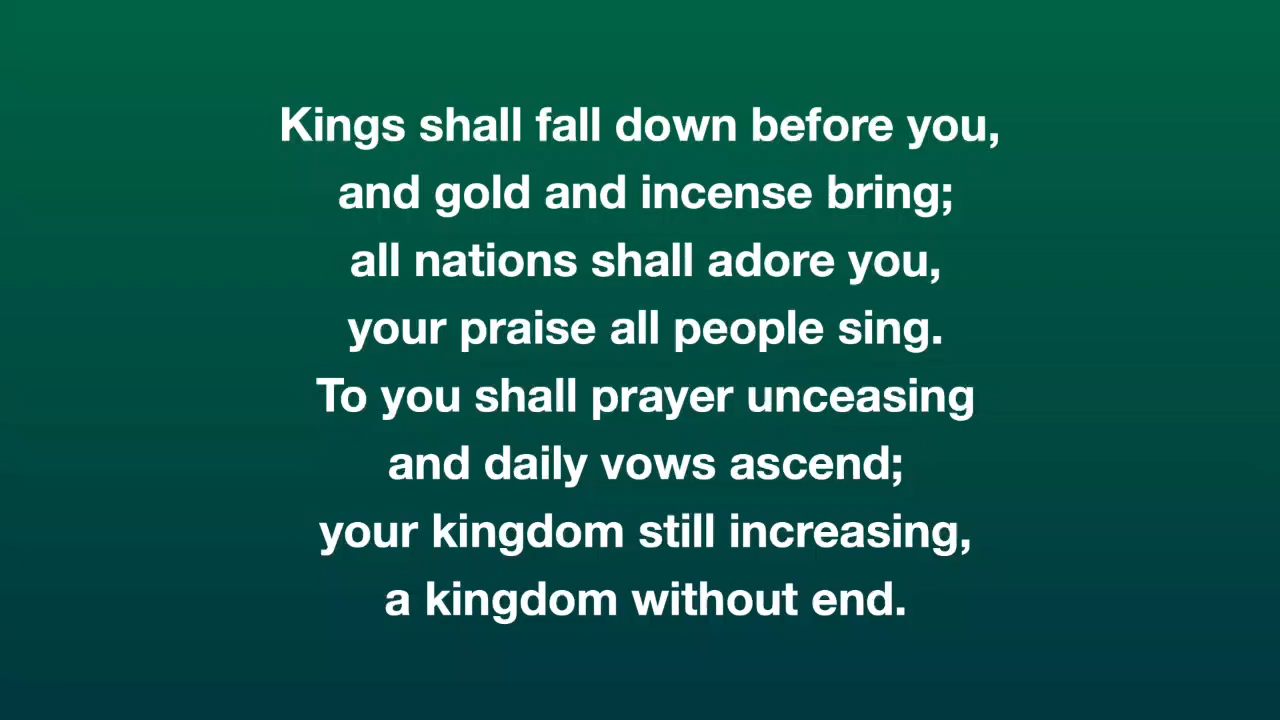 Kings shall fall down before you,
and gold and incense bring;
all nations shall adore you,
your praise all people sing.
To you shall prayer unceasing
and daily vows ascend;
your kingdom still increasing,
a kingdom without end.